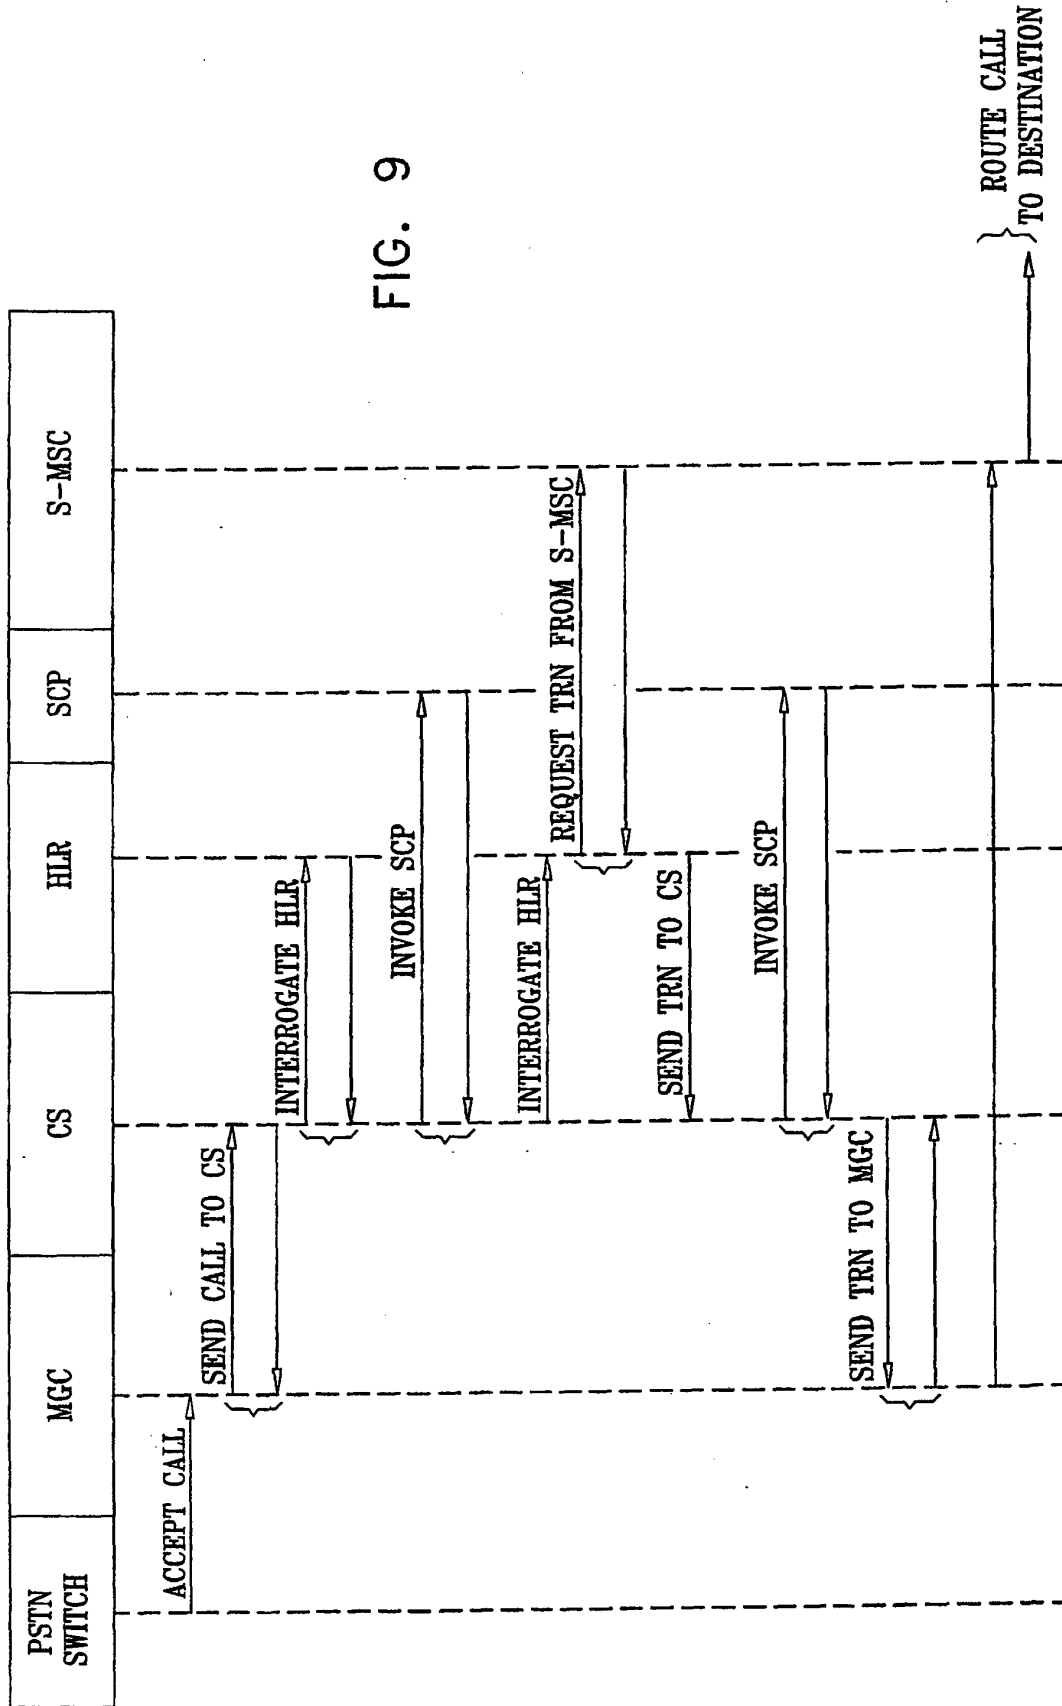 PSTN
SWITCH
MGC
CS
HLR
SCP
S-MSC
ACCEPT CALL
SEND CALL TO CS
INTERROGATE HLR
INVOKE SCP
INTERROGATE HLR
REQUEST TRN FROM S-MSC
SEND TRN TO CS
INVOKE SCP
SEND TRN TO MGC
ROUTE CALL
TO DESTINATION
FIG. 9